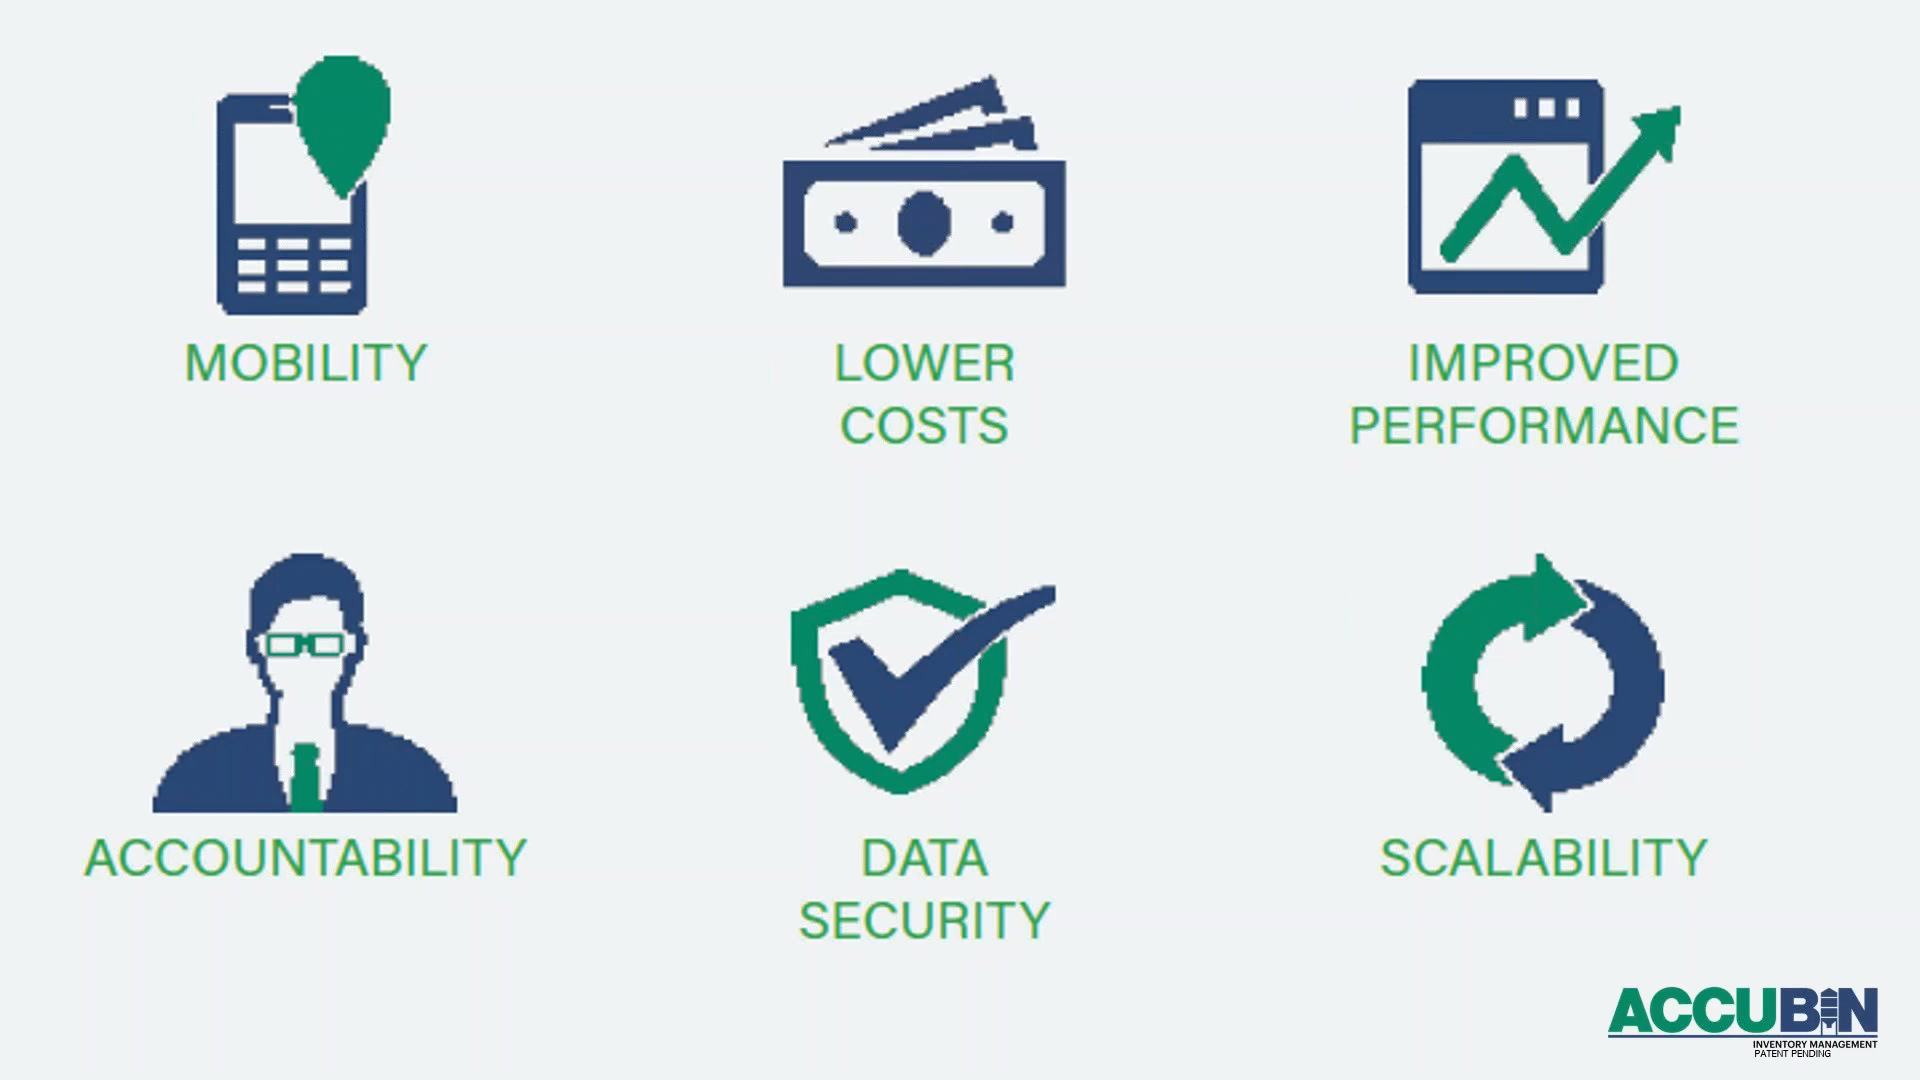 MOBILITY
LOWER
COSTS
IMPROVED
PERFORMANCE
ACCOUNTABILITY
DATA
SECURITY
SCALABILITY
ACCUBIN
INVENTORY MANAGEMENT
PATENT PENDING